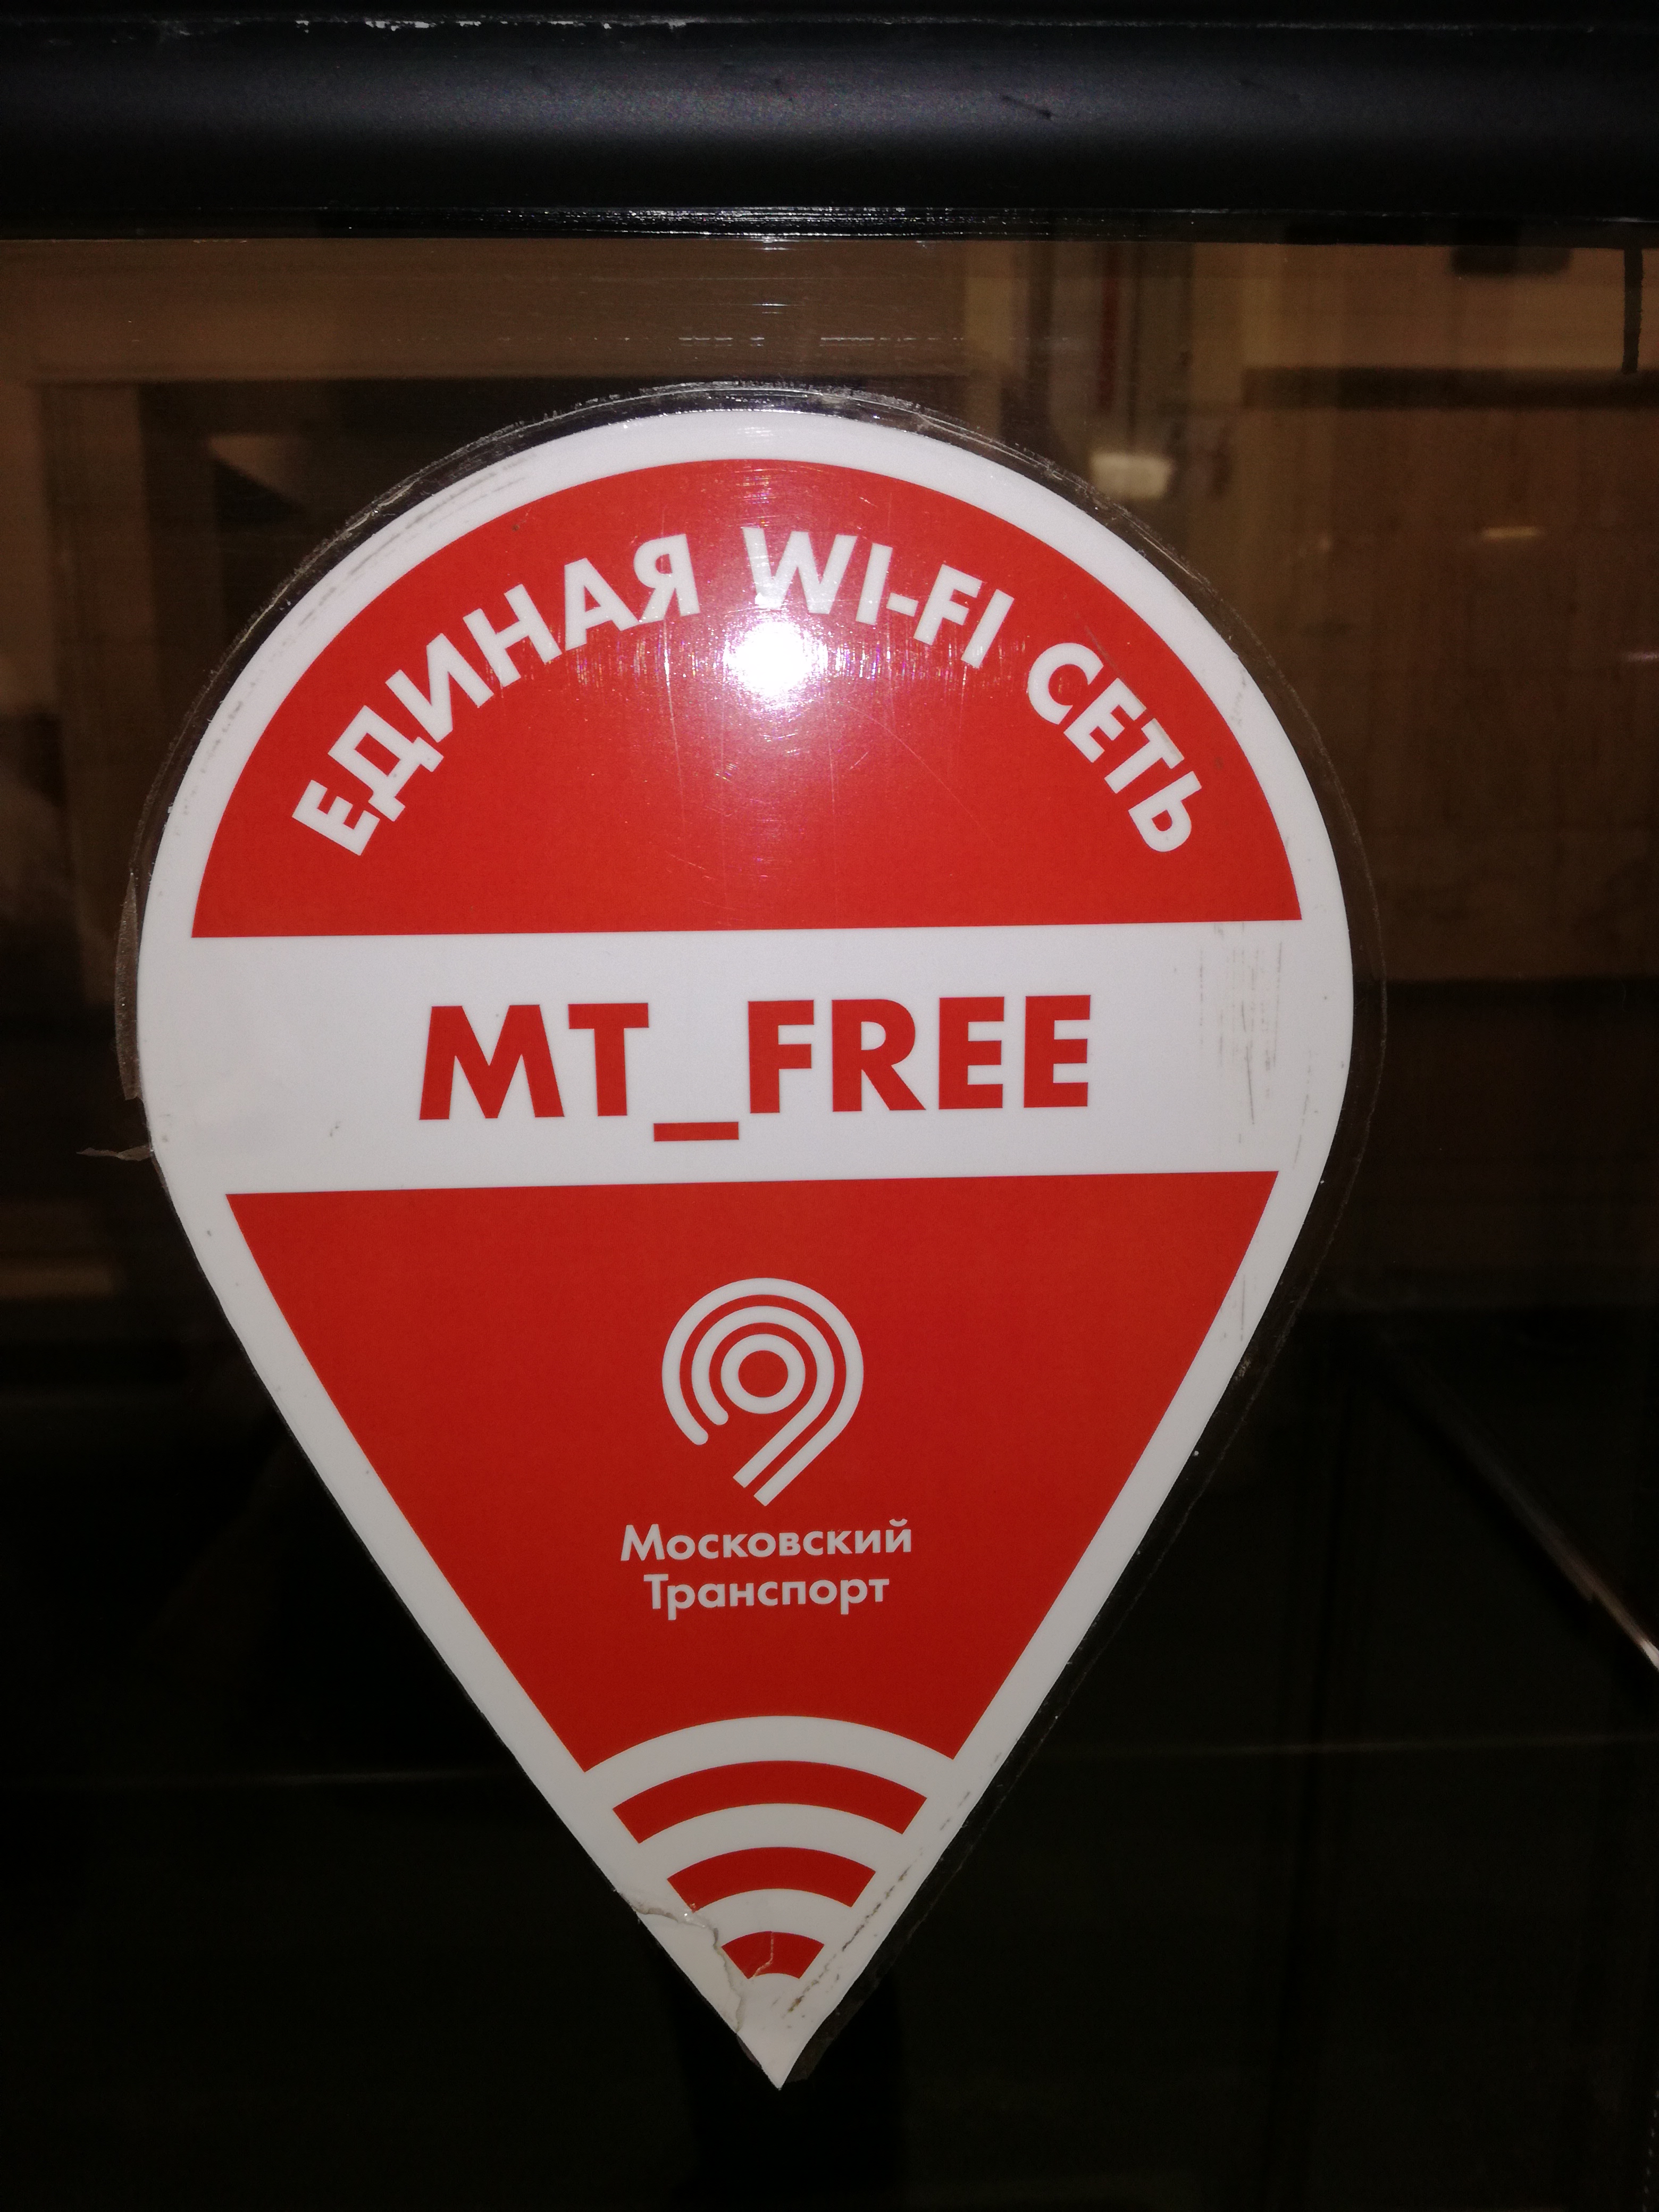 ЕДИНАЯ WI-FI СЕТЬ
MT_FREE
Московский
Транспорт